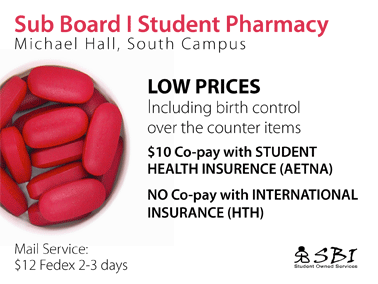 Sub Board I Student Pharmacy
Michael Hall, South Campus
LOW PRICES
Including birth control
over the counter items
$10 Co-pay with STUDENT
HEALTH INSURENCE (AETNA)
NO Co-pay with INTERNATIONAL
INSURANCE (HTH)
Mail Service:
$12 Fedex 2-3 days
SBI
Student Owned Services